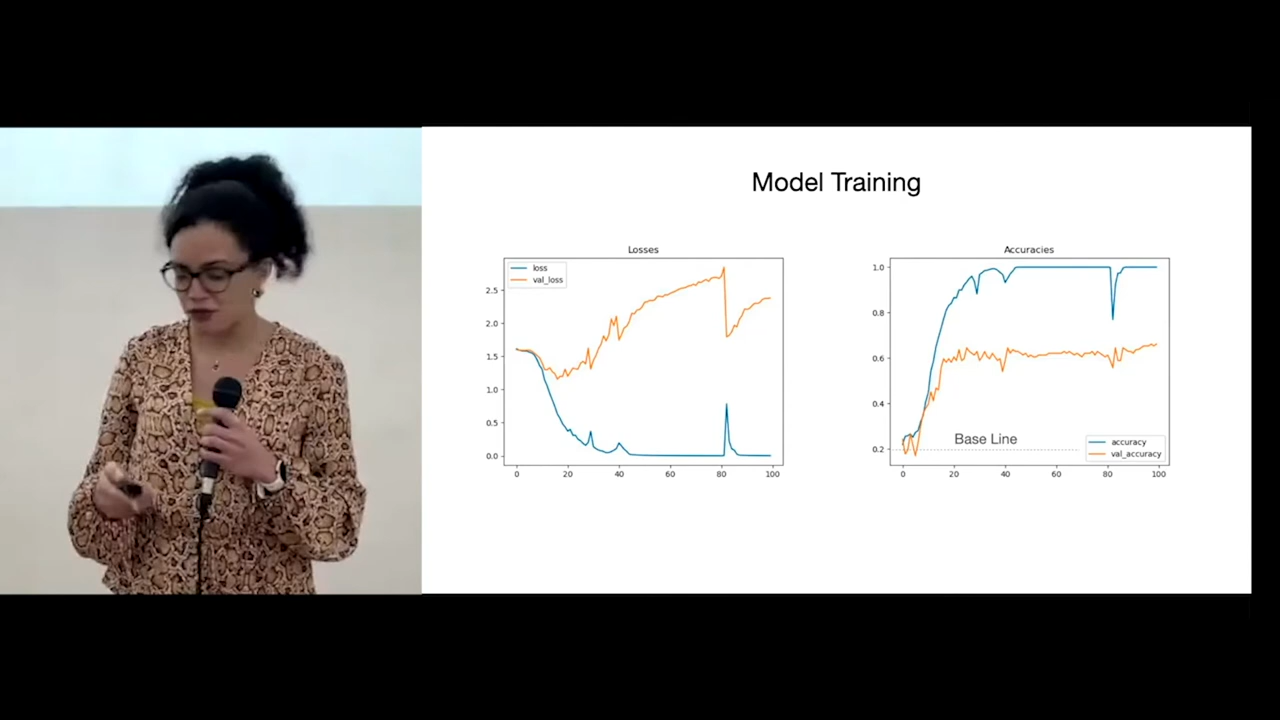 Model Training
Losses
loss
val_loss
2.5
2.0
1.5
1.0
0.5
0.0
0 20 40 60 80 100
Accuracies
1.0
0.8
0.6
0.4
0.2
Base Line
accuracy
val_accuracy
0 20 40 60 80 100